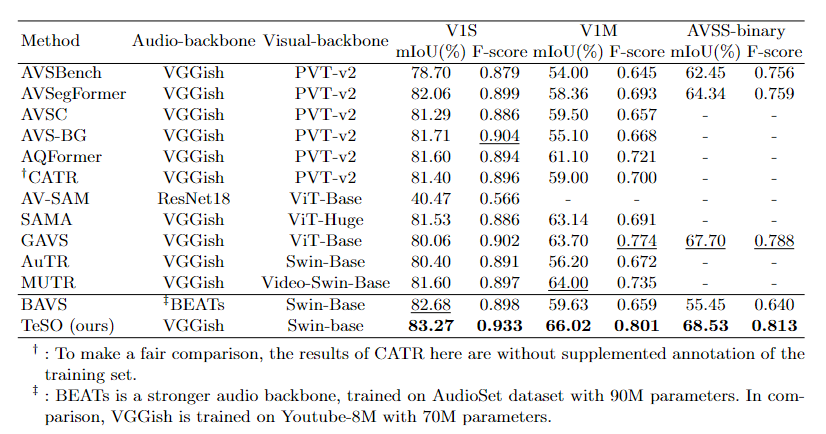 Method Audio-backbone Visual-backbone V1S V1M AVSS-binary
mIoU(%) F-score mIoU(%) F-score mIoU(%) F-score
AVSBench VGGish PVT-v2 78.70 0.879 54.00 0.645 62.45 0.756
AVSegFormer VGGish PVT-v2 82.06 0.899 58.36 0.693 64.34 0.759
AVSC VGGish PVT-v2 81.29 0.886 59.50 0.657 - -
AVS-BG VGGish PVT-v2 81.71 0.904 55.10 0.668 - -
AQFormer VGGish PVT-v2 81.60 0.894 61.10 0.721 - -
†CATR VGGish PVT-v2 81.40 0.896 59.00 0.700 - -
AV-SAM ResNet18 ViT-Base 40.47 0.566 - - - -
SAMA VGGish ViT-Huge 81.53 0.886 63.14 0.691 - -
GAVS VGGish ViT-Base 80.06 0.902 63.70 0.774 67.70 0.788
AuTR VGGish Swin-Base 80.40 0.891 56.20 0.672 - -
MUTR VGGish Video-Swin-Base 81.60 0.897 64.00 0.735 - -
BAVS ‡BEATs Swin-Base 82.68 0.898 59.63 0.659 55.45 0.640
TeSO (ours) VGGish Swin-base 83.27 0.933 66.02 0.801 68.53 0.813
† : To make a fair comparison, the results of CATR here are without supplemented annotation of the
training set.
‡ : BEATs is a stronger audio backbone, trained on AudioSet dataset with 90M parameters. In com-
parison, VGGish is trained on Youtube-8M with 70M parameters.